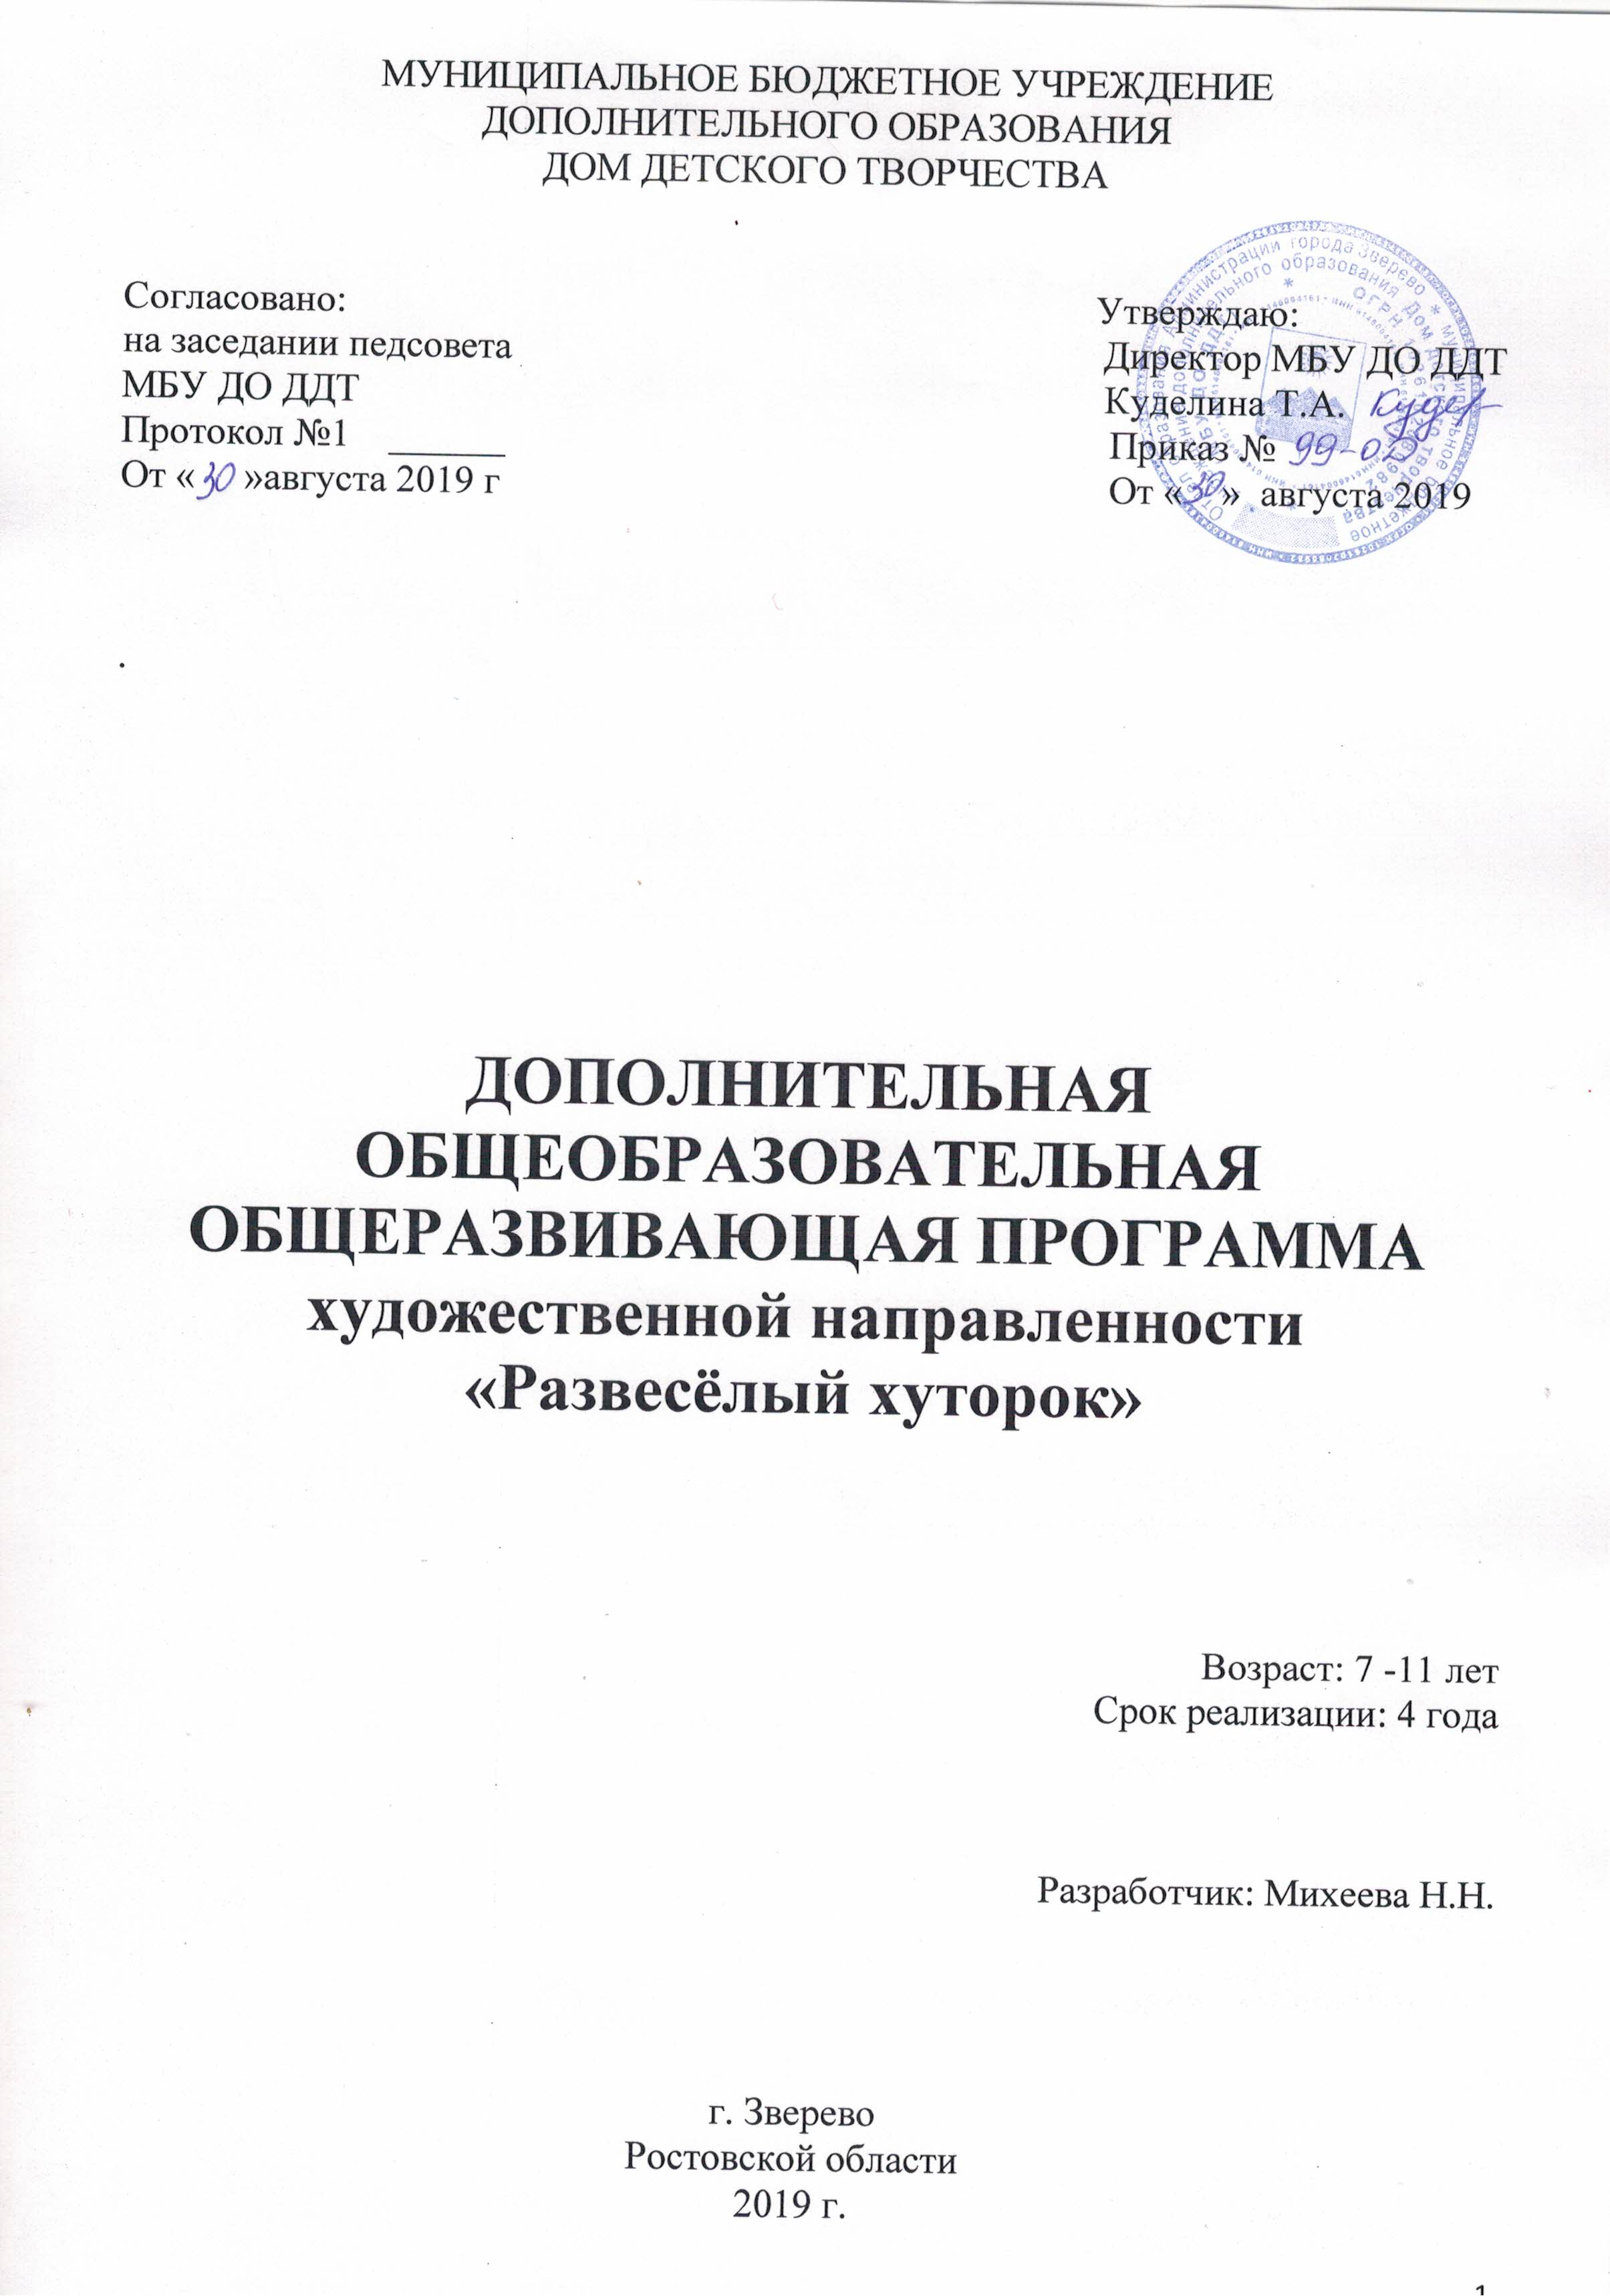 МУНИЦИПАЛЬНОЕ БЮДЖЕТНОЕ УЧРЕЖДЕНИЕ
ДОПОЛНИТЕЛЬНОГО ОБРАЗОВАНИЯ
ДОМ ДЕТСКОГО ТВОРЧЕСТВА
Согласовано:
на заседании педсовета
МБУ ДО ДДТ
Протокол №1 ______
От «30»августа 2019 г
Утверждаю:
Директор МБУ ДО ДДТ
Куделина Т.А.
Приказ № 99-ОД
От «30» августа 2019
ДОПОЛНИТЕЛЬНАЯ
ОБЩЕОБРАЗОВАТЕЛЬНАЯ
ОБЩЕРАЗВИВАЮЩАЯ ПРОГРАММА
художественной направленности
«Развесёлый хуторок»
Возраст: 7 -11 лет
Срок реализации: 4 года
Разработчик: Михеева Н.Н.
г. Зверево
Ростовской области
2019 г.
1